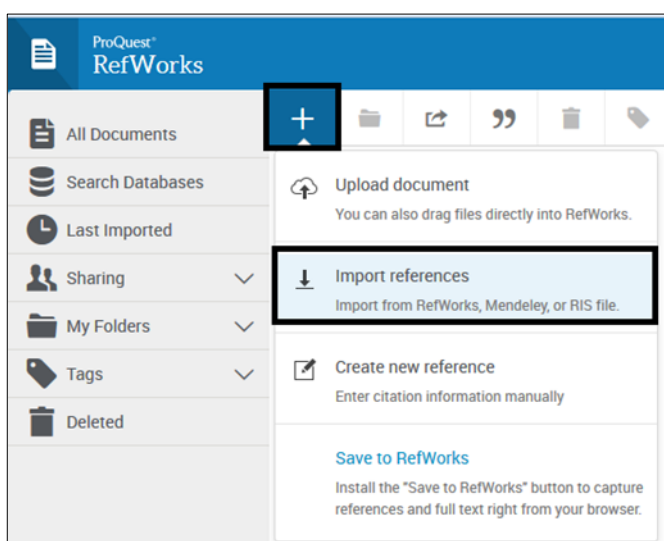 ProQuest®
RefWorks
All Documents
Search Databases
Last Imported
Sharing
My Folders
Tags
Deleted
Upload document
You can also drag files directly into RefWorks.
Import references
Import from RefWorks, Mendeley, or RIS file.
Create new reference
Enter citation information manually
Save to RefWorks
Install the "Save to RefWorks" button to capture
references and full text right from your browser.